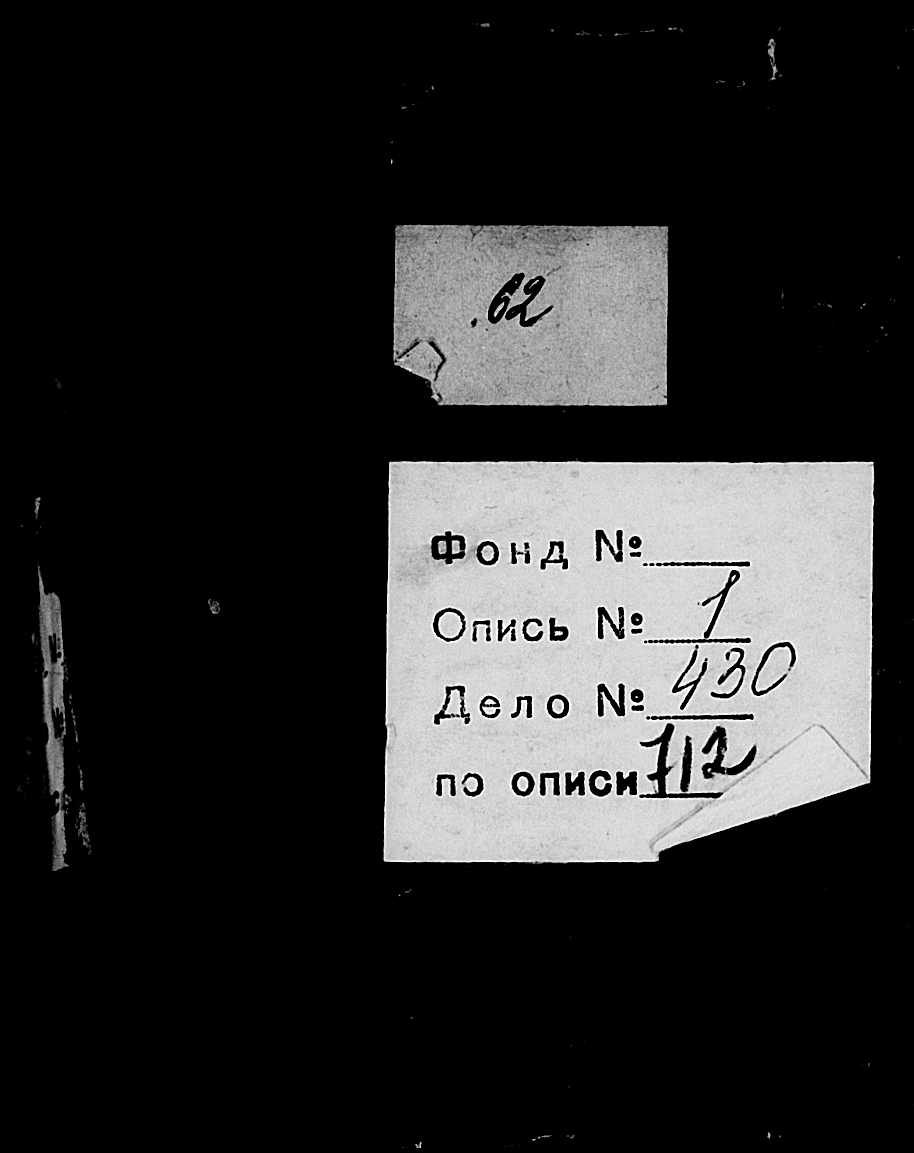 .62
Фонд №
Опись № 1
Дело № 430
по описи 712